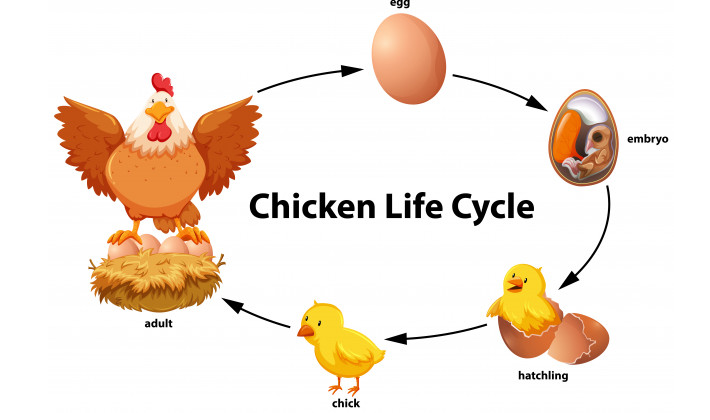 egg
embryo
Chicken Life Cycle
adult
hatchling
chick